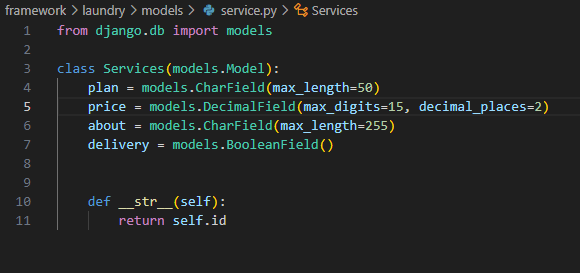 framework > laundry > models > service.py > Services
1 from django.db import models
2
3 class Services(models.Model):
4     plan = models.CharField(max_length=50)
5     price = models.DecimalField(max_digits=15, decimal_places=2)
6     about = models.CharField(max_length=255)
7     delivery = models.BooleanField()
8
9
10     def __str__(self):
11         return self.id